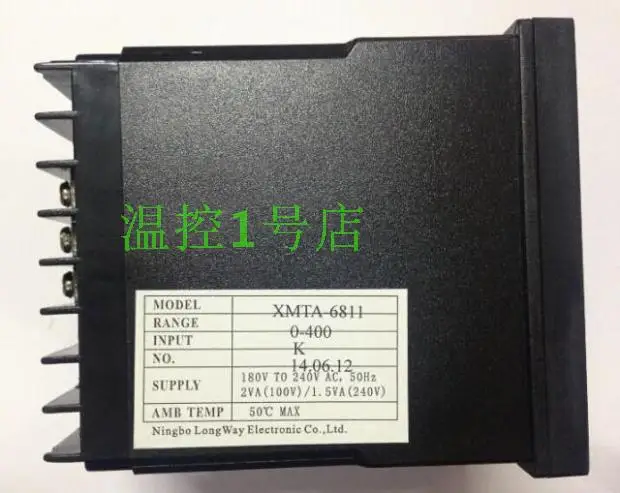 温控1号店
MODEL XMTA-6811
RANGE 0-400
INPUT K
NO. 14.06.12
SUPPLY 180V TO 240V AC, 50Hz
2VA(100V)/1.5VA(240V)
AMB TEMP 50℃ MAX
Ningbo LongWay Electronic Co.,Ltd.